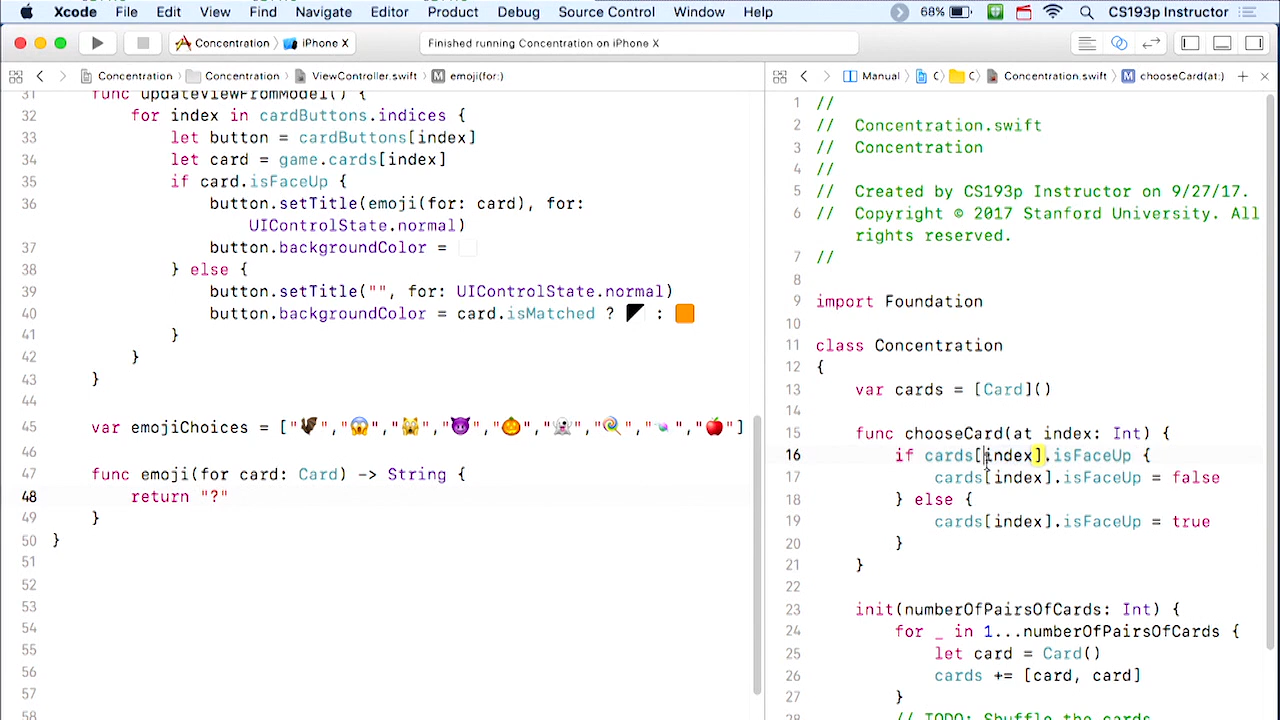 Xcode File Edit View Find Navigate Editor Product Debug Source Control Window Help 68% CS193p Instructor
Concentration iPhone X Finished running Concentration on iPhone X
Concentration Concentration ViewController.swift M emoji(for:)
31 func updateViewFromModel() {
32 for index in cardButtons.indices {
33 let button = cardButtons[index]
34 let card = game.cards[index]
35 if card.isFaceUp {
36 button.setTitle(emoji(for: card), for:
UIControlState.normal)
37 button.backgroundColor =
38 } else {
39 button.setTitle("", for: UIControlState.normal)
40 button.backgroundColor = card.isMatched ? :
41 }
42 }
43 }
44
45 var emojiChoices = ["🦇","😱","🙀","😈","🎃","👻","🍭","🍬","🍎"]
46
47 func emoji(for card: Card) -> String {
48 return "?"
49 }
50 }
51
52
53
54
55
56
57
Manual C C Concentration.swift M chooseCard(at:)
1 //
2 // Concentration.swift
3 // Concentration
4 //
5 // Created by CS193p Instructor on 9/27/17.
6 // Copyright © 2017 Stanford University. All
rights reserved.
7 //
8
9 import Foundation
10
11 class Concentration
12 {
13 var cards = [Card]()
14
15 func chooseCard(at index: Int) {
16 if cards[index].isFaceUp {
17 cards[index].isFaceUp = false
18 } else {
19 cards[index].isFaceUp = true
20 }
21 }
22
23 init(numberOfPairsOfCards: Int) {
24 for _ in 1...numberOfPairsOfCards {
25 let card = Card()
26 cards += [card, card]
27 }
28 // TODO: Shuffle the cards